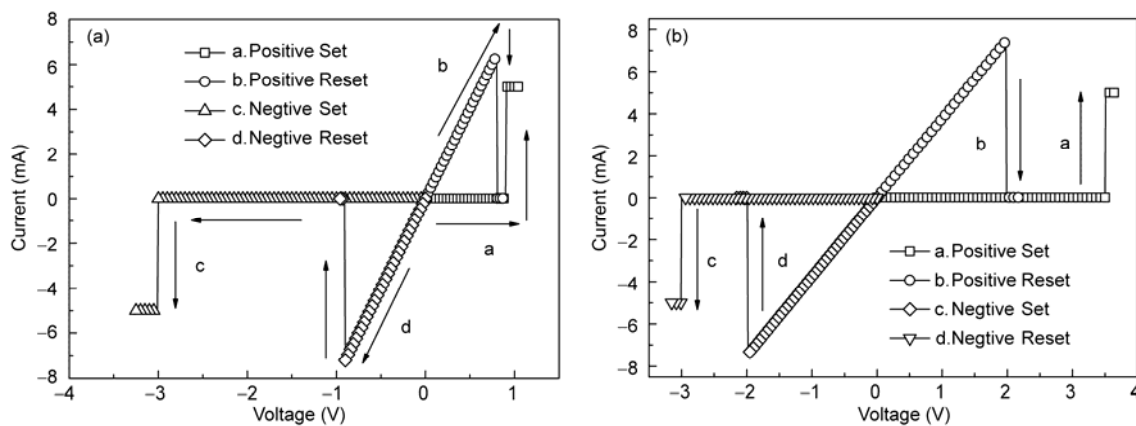 (a)
a.Positive Set
b.Positive Reset
c.Negtive Set
d.Negtive Reset
b
a
c
d
8
6
4
2
0
−2
−4
−6
−8
Current (mA)
−4
−3
−2
−1
0
1
Voltage (V)
(b)
a.Positive Set
b.Positive Reset
c.Negtive Set
d.Negtive Reset
a
b
c
d
8
6
4
2
0
−2
−4
−6
−8
Current (mA)
−3
−2
−1
0
1
2
3
4
Voltage (V)